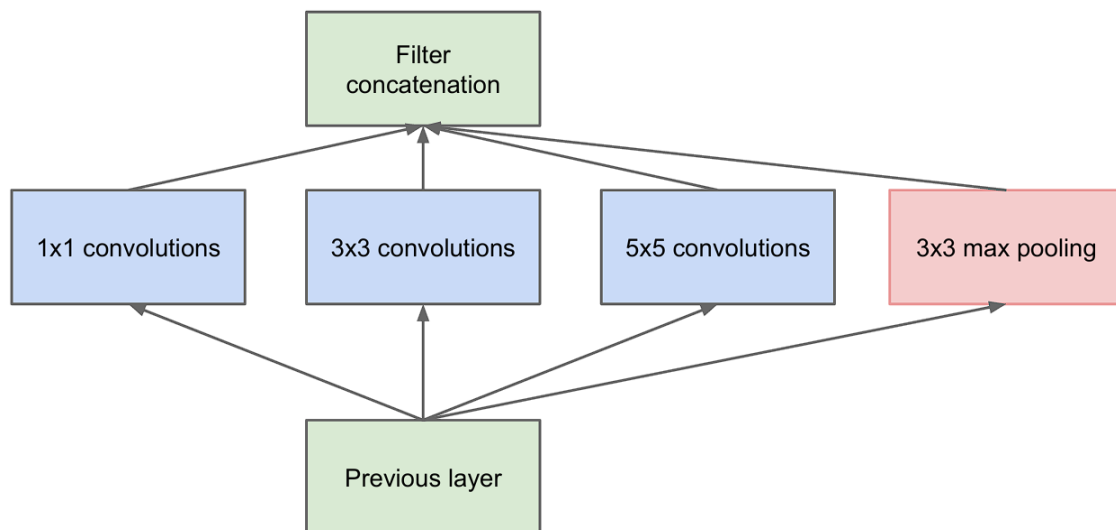 Filter
concatenation
1x1 convolutions
3x3 convolutions
5x5 convolutions
3x3 max pooling
Previous layer